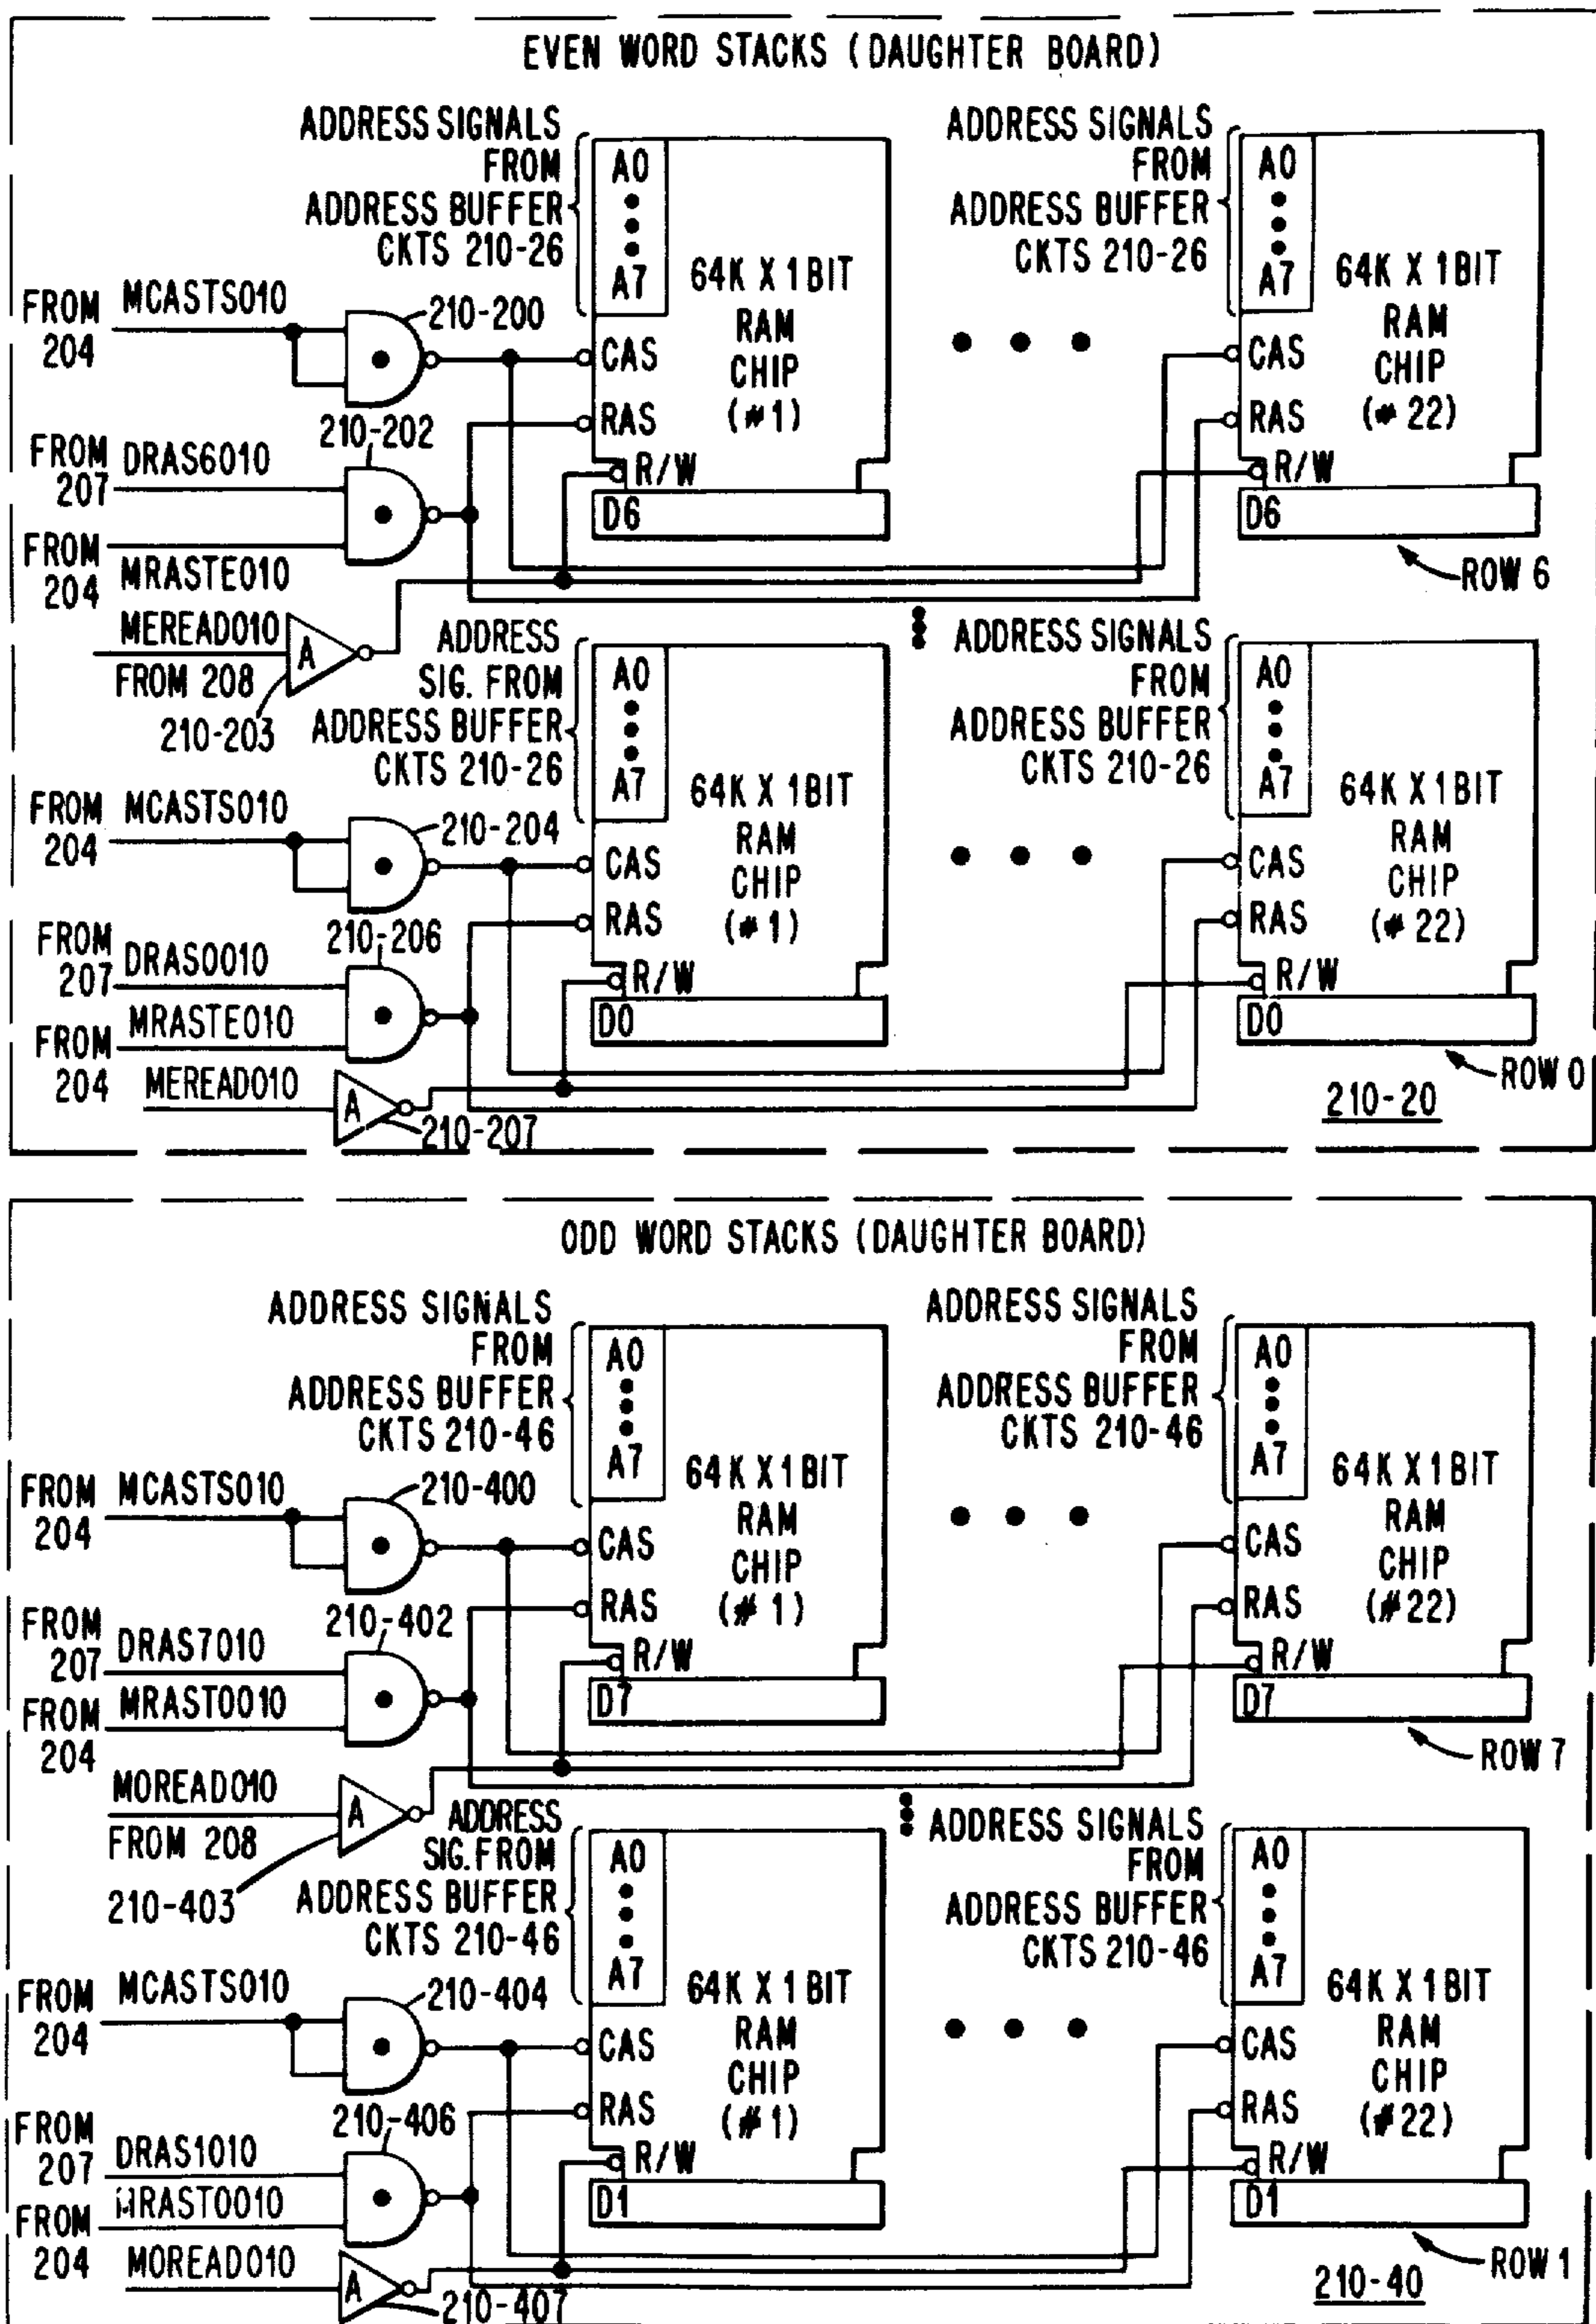 EVEN WORD STACKS (DAUGHTER BOARD)
ADDRESS SIGNALS
FROM
ADDRESS BUFFER
CKTS 210-26
A0
A7
64K X 1 BIT
RAM
CHIP
(#1)
CAS
RAS
R/W
D6
ADDRESS SIGNALS
FROM
ADDRESS BUFFER
CKTS 210-26
A0
A7
64K X 1 BIT
RAM
CHIP
(#22)
CAS
RAS
R/W
D6
ROW 6
FROM
204
MCASTS010
210-200
210-202
FROM
207
DRAS6010
FROM
204
MRASTE010
MEREAD010
FROM 208
A
210-203
ADDRESS
SIG. FROM
ADDRESS BUFFER
CKTS 210-26
A0
A7
64K X 1 BIT
RAM
CHIP
(#1)
CAS
RAS
R/W
D0
ADDRESS SIGNALS
FROM
ADDRESS BUFFER
CKTS 210-26
A0
A7
64K X 1 BIT
RAM
CHIP
(#22)
CAS
RAS
R/W
D0
ROW 0
FROM
204
MCASTS010
210-204
210-206
FROM
207
DRAS0010
MRASTE010
FROM
204
MEREAD010
A
210-207
210-20
ODD WORD STACKS (DAUGHTER BOARD)
ADDRESS SIGNALS
FROM
ADDRESS BUFFER
CKTS 210-46
A0
A7
64K X 1 BIT
RAM
CHIP
(#1)
CAS
RAS
R/W
D7
ADDRESS SIGNALS
FROM
ADDRESS BUFFER
CKTS 210-46
A0
A7
64K X 1 BIT
RAM
CHIP
(#22)
CAS
RAS
R/W
D7
ROW 7
FROM
204
MCASTS010
210-400
210-402
FROM
207
DRAS7010
MRASTO010
FROM
204
MOREAD010
FROM 208
A
210-403
ADDRESS
SIG. FROM
ADDRESS BUFFER
CKTS 210-46
A0
A7
64K X 1 BIT
RAM
CHIP
(#1)
CAS
RAS
R/W
D1
ADDRESS SIGNALS
FROM
ADDRESS BUFFER
CKTS 210-46
A0
A7
64K X 1 BIT
RAM
CHIP
(#22)
CAS
RAS
R/W
D1
ROW 1
FROM
204
MCASTS010
210-404
210-406
FROM
207
DRAS1010
MRASTO010
FROM
204
MOREAD010
A
210-407
210-40